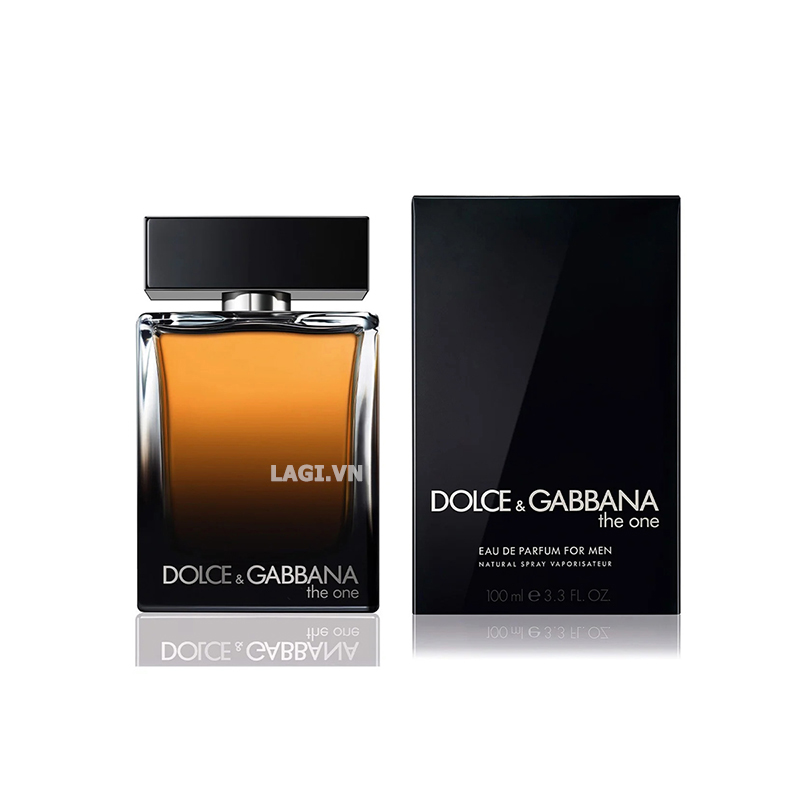 LAGI.VN
DOLCE & GABBANA
the one
DOLCE & GABBANA
the one
EAU DE PARFUM FOR MEN
NATURAL SPRAY VAPORISATEUR
100 ml e 3.3 FL. OZ.